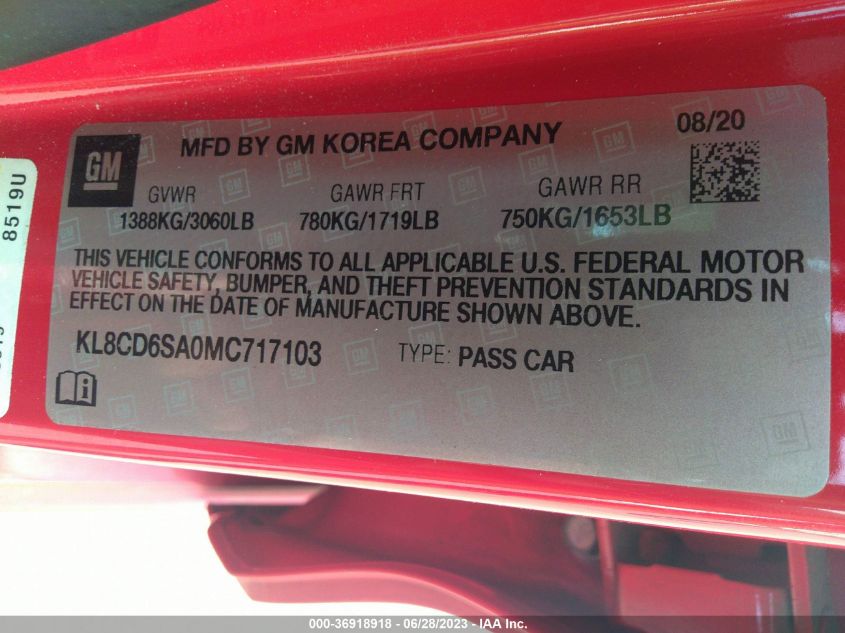 GM
MFD BY GM KOREA COMPANY
08/20
GVWR
GAWR FRT
GAWR RR
1388KG/3060LB
780KG/1719LB
750KG/1653LB
THIS VEHICLE CONFORMS TO ALL APPLICABLE U.S. FEDERAL MOTOR
VEHICLE SAFETY, BUMPER, AND THEFT PREVENTION STANDARDS IN
EFFECT ON THE DATE OF MANUFACTURE SHOWN ABOVE.
KL8CD6SA0MC717103
TYPE: PASS CAR
8519U
000-36918918 - 06/28/2023 - IAA Inc.